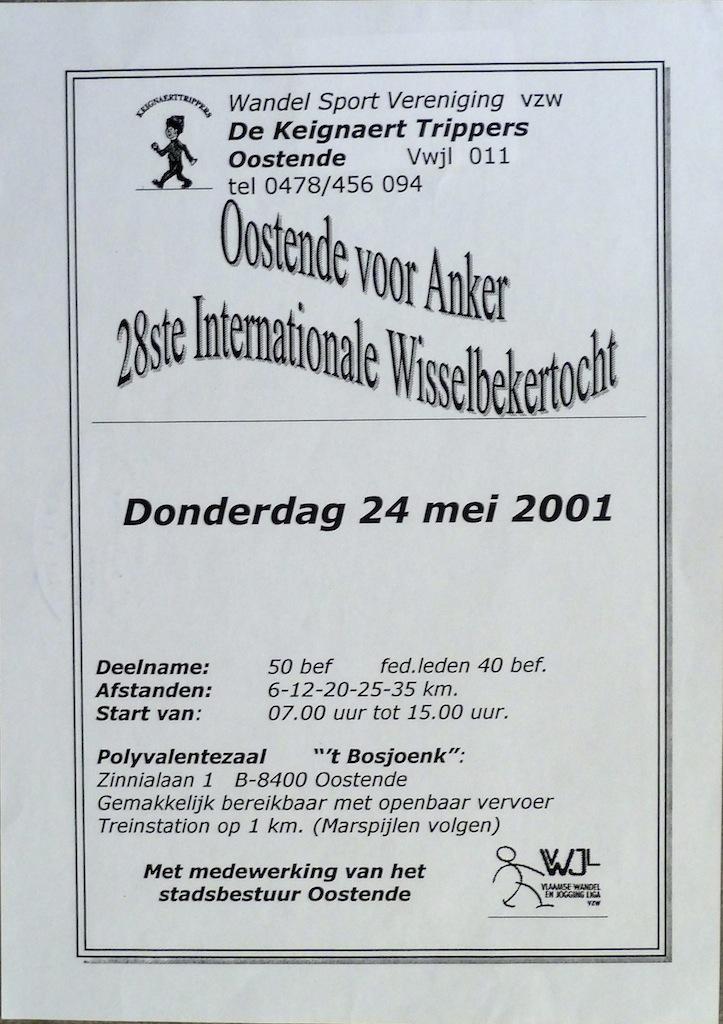 KEIGNAERTTRIPPERS
Wandel Sport Vereniging vzw
De Keignaert Trippers
Oostende Vwjl 011
tel 0478/456 094
Oostende voor Anker
28ste Internationale Wisselbekertocht
Donderdag 24 mei 2001
Deelname: 50 bef fed.leden 40 bef.
Afstanden: 6-12-20-25-35 km.
Start van: 07.00 uur tot 15.00 uur.
Polyvalentezaal "'t Bosjoenk":
Zinnialaan 1 B-8400 Oostende
Gemakkelijk bereikbaar met openbaar vervoer
Treinstation op 1 km. (Marspijlen volgen)
Met medewerking van het
stadsbestuur Oostende
VWJL
VLAAMSE WANDEL
EN JOGGING LIGA
VZW